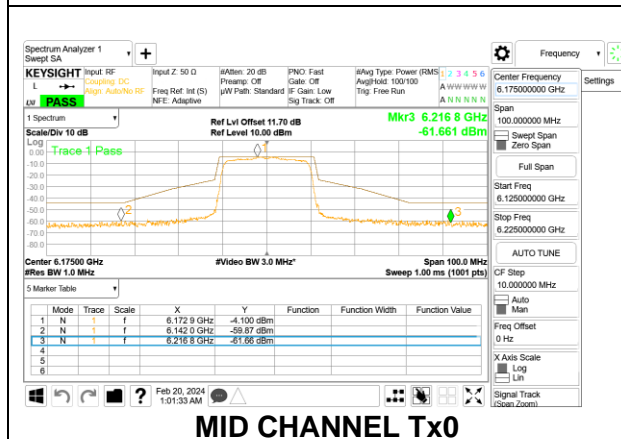 Spectrum Analyzer 1
Swept SA
+
Frequency
KEYSIGHT
L
LXI
PASS
Input: RF
Coupling: DC
Align: Auto/No RF
Input Z: 50 Ω
Freq Ref: Int (S)
NFE: Adaptive
#Atten: 20 dB
Preamp: Off
µW Path: Standard
PNO: Fast
Gate: Off
IF Gain: Low
Sig Track: Off
#Avg Type: Power (RMS
Avg|Hold: 100/100
Trig: Free Run
1 2 3 4 5 6
A W W W W W
A N N N N N
1 Spectrum
Scale/Div 10 dB
Ref Lvl Offset 11.70 dB
Ref Level 10.00 dBm
Mkr3 6.216 8 GHz
-61.661 dBm
Log
Trace 1 Pass
0.00
-10.0
-20.0
-30.0
-40.0
-50.0
-60.0
-70.0
-80.0
1
2
3
Center 6.17500 GHz
#Res BW 1.0 MHz
#Video BW 3.0 MHz*
Span 100.0 MHz
Sweep 1.00 ms (1001 pts)
5 Marker Table
Mode Trace Scale X Y Function Function Width Function Value
1 N 1 f 6.172 9 GHz -4.100 dBm
2 N 1 f 6.142 0 GHz -59.87 dBm
3 N 1 f 6.216 8 GHz -61.66 dBm
4
5
6
Center Frequency
6.175000000 GHz
Settings
Span
100.000000 MHz
Swept Span
Zero Span
Full Span
Start Freq
6.125000000 GHz
Stop Freq
6.225000000 GHz
AUTO TUNE
CF Step
10.000000 MHz
Auto
Man
Freq Offset
0 Hz
X Axis Scale
Log
Lin
Signal Track
(Span Zoom)
?
Feb 20, 2024
1:01:33 AM
MID CHANNEL Tx0